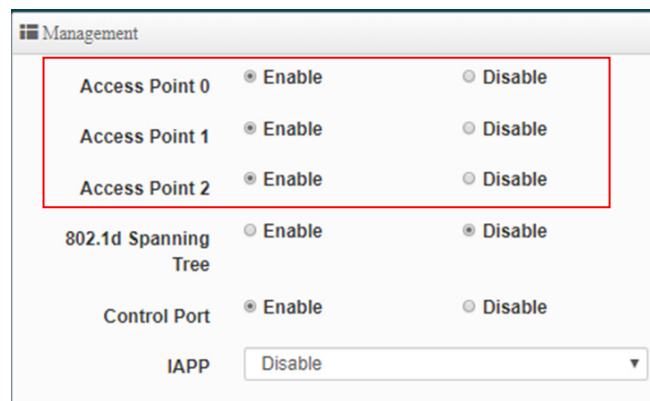 Management
Access Point 0 Enable Disable
Access Point 1 Enable Disable
Access Point 2 Enable Disable
802.1d Spanning Tree Enable Disable
Control Port Enable Disable
IAPP Disable